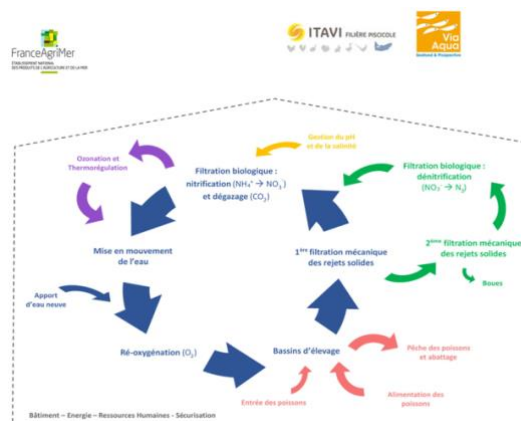 FranceAgriMer
ÉTABLISSEMENT NATIONAL
DES PRODUITS DE L'AGRICULTURE ET DE LA MER
ITAVI FILIÈRE PISCICOLE
Via
Aqua
Gestion du pH
et de la salinité
Ozonation et
Thermorégulation
Filtration biologique :
nitrification (NH₄⁺ → NO₃⁻)
et dégazage (CO₂)
Filtration biologique :
dénitrification
(NO₃⁻ → N₂)
Mise en mouvement
de l'eau
1ère filtration mécanique
des rejets solides
2ème filtration mécanique
des rejets solides
Boues
Apport
d'eau neuve
Ré-oxygénation (O₂)
Bassins d'élevage
Pêche des poissons
et abattage
Entrée des poissons
Alimentation des
poissons
Bâtiment – Energie – Ressources Humaines - Sécurisation